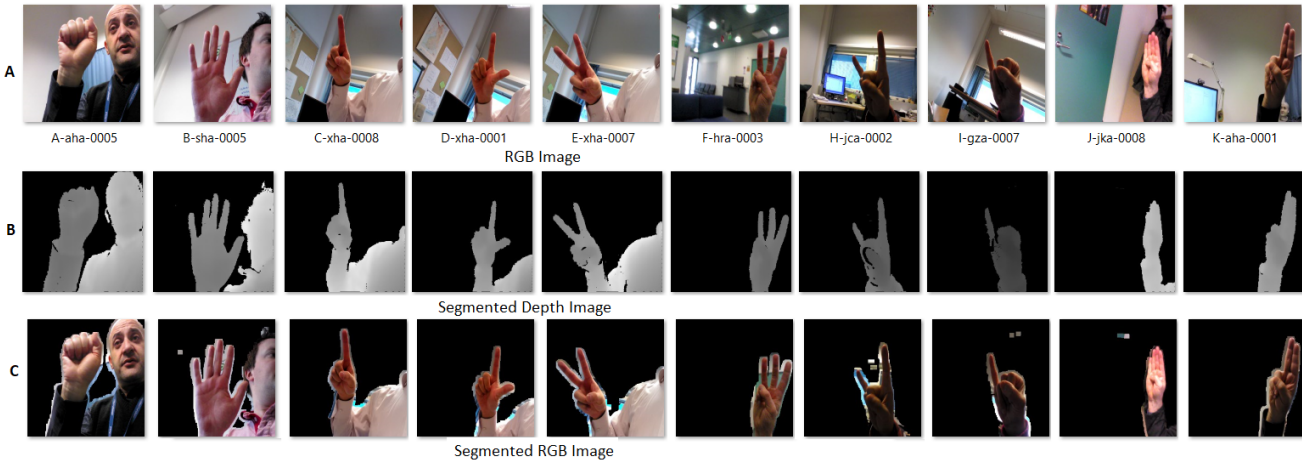 A
A-aha-0005 B-sha-0005 C-xha-0008 D-xha-0001 E-xha-0007 F-hra-0003 H-jca-0002 I-gza-0007 J-jka-0008 K-aha-0001
RGB Image
B
Segmented Depth Image
C
Segmented RGB Image